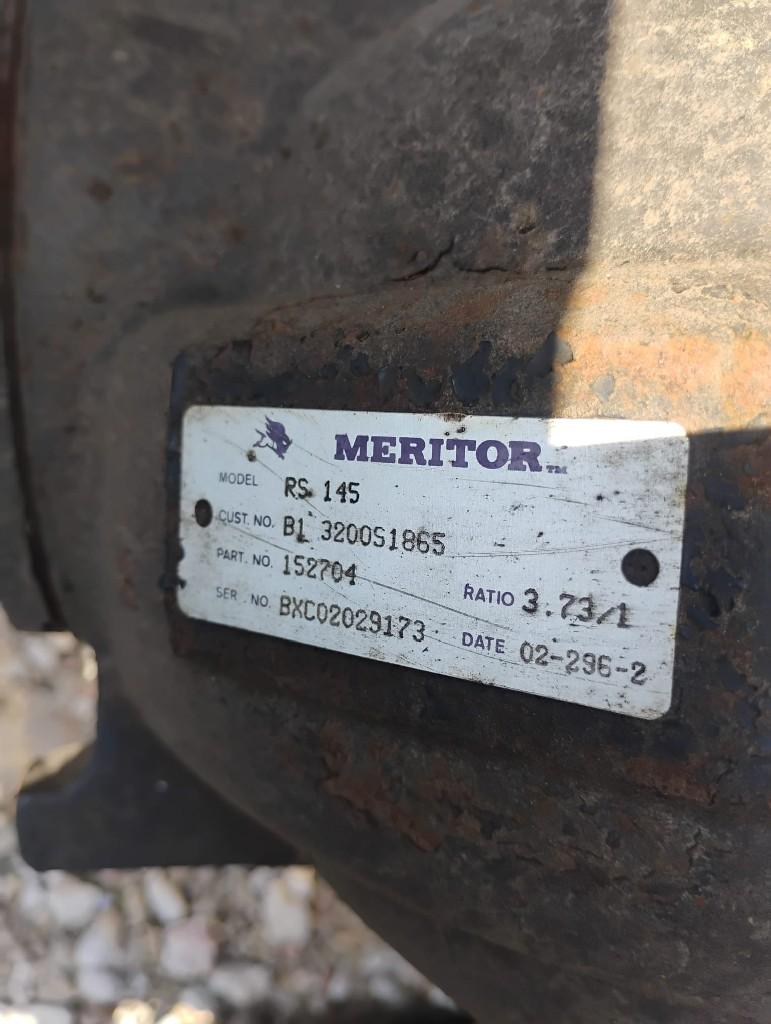 MERITOR™
MODEL RS 145
CUST. NO. B1 3200S1865
PART. NO. 152704
RATIO 3.73/1
SER. NO. BXC02029173
DATE 02-296-2